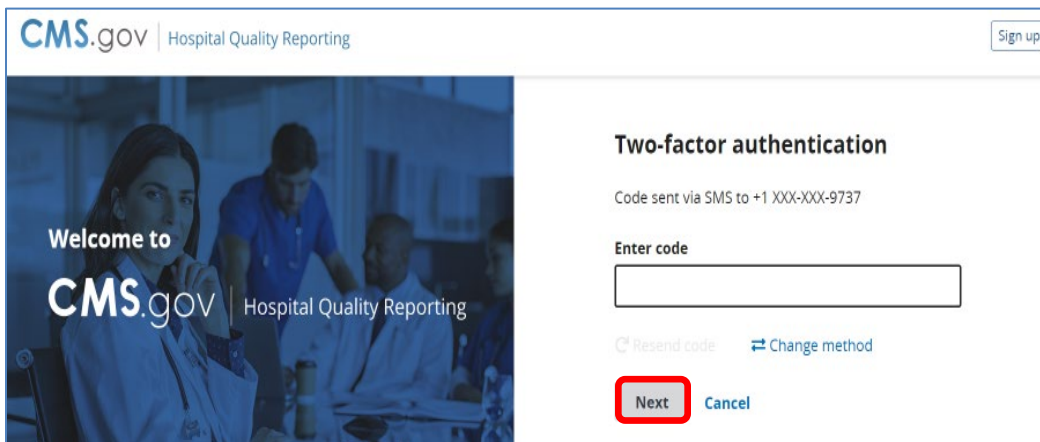 CMS.gov | Hospital Quality Reporting
Sign up
Welcome to
CMS.gov | Hospital Quality Reporting
Two-factor authentication
Code sent via SMS to +1 XXX-XXX-9737
Enter code
Resend code Change method
Next Cancel